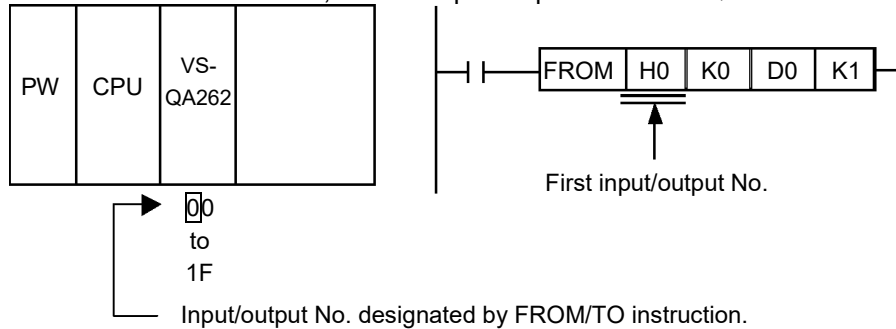 PW
CPU
VS-
QA262
FROM H0 K0 D0 K1
First input/output No.
00
to
1F
Input/output No. designated by FROM/TO instruction.